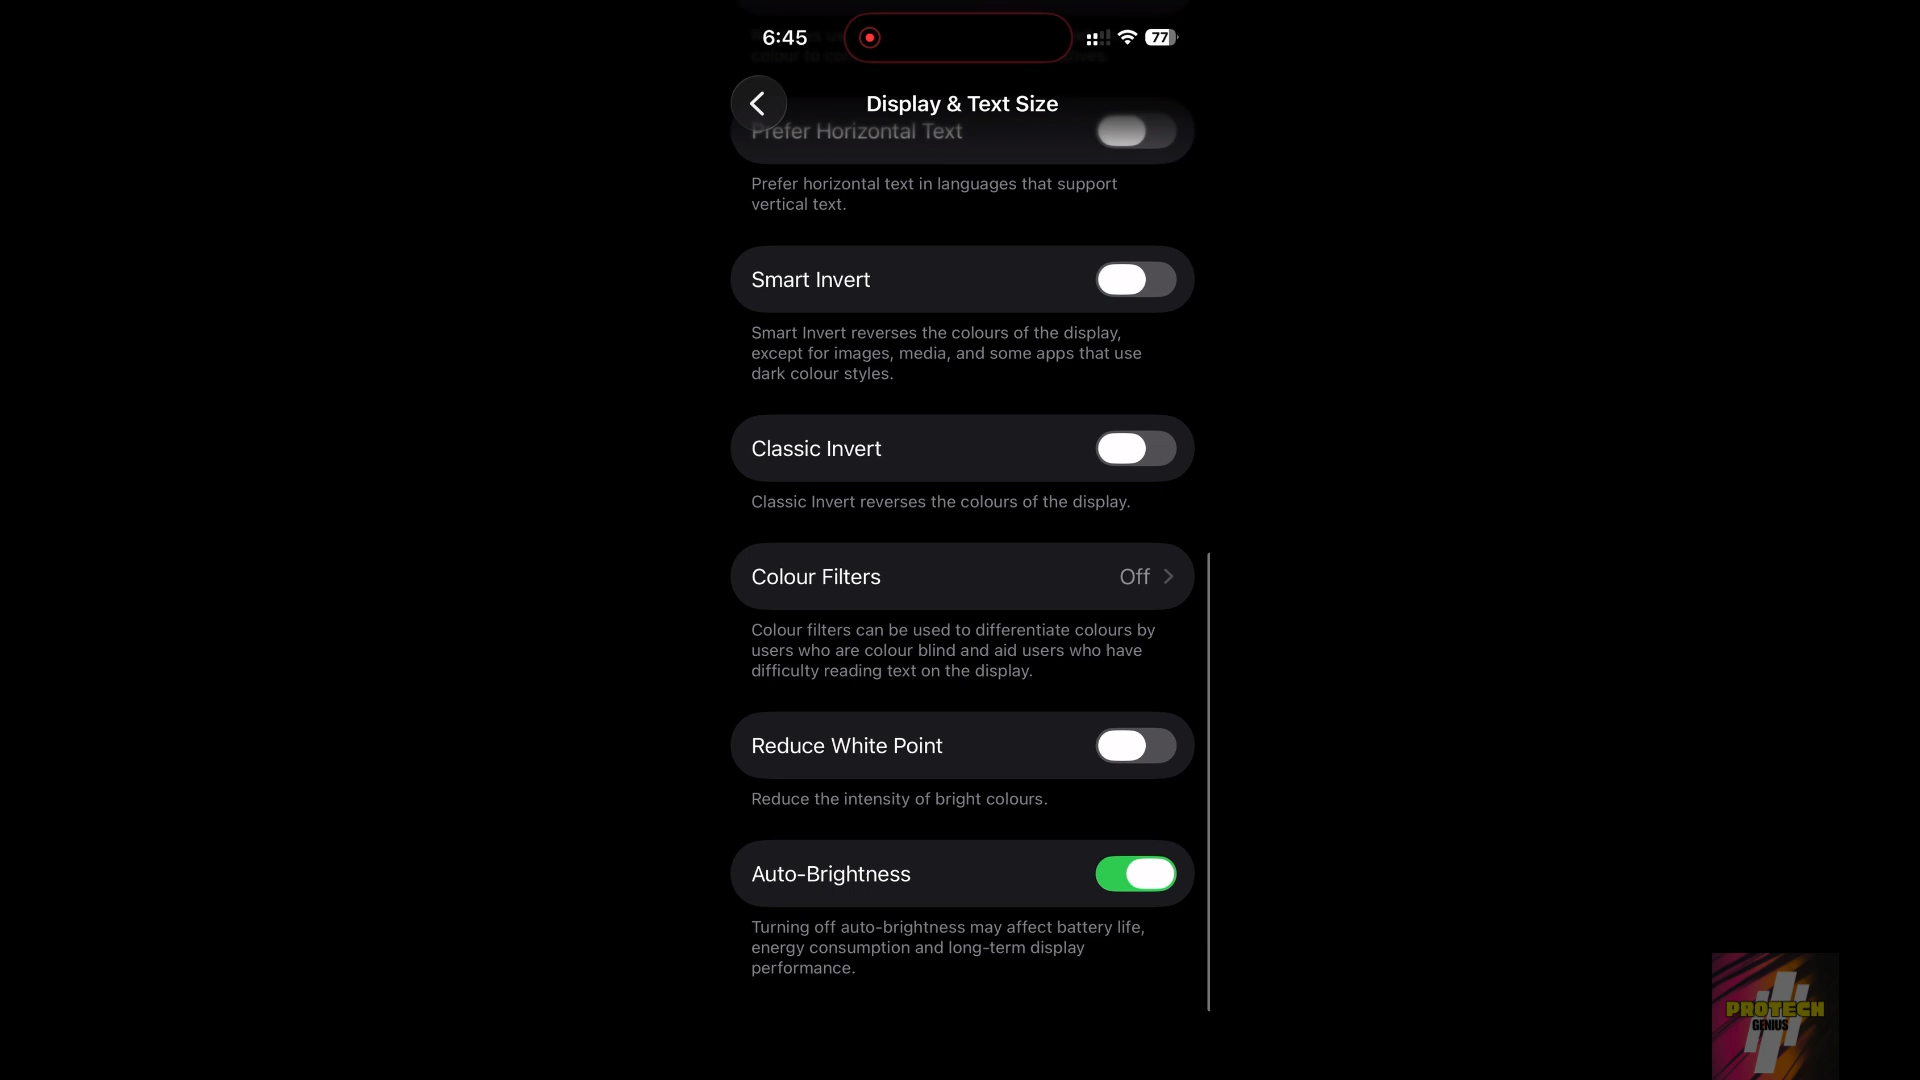 6:45
77
Display & Text Size
Prefer Horizontal Text
Prefer horizontal text in languages that support
vertical text.
Smart Invert
Smart Invert reverses the colours of the display,
except for images, media, and some apps that use
dark colour styles.
Classic Invert
Classic Invert reverses the colours of the display.
Colour Filters Off
Colour filters can be used to differentiate colours by
users who are colour blind and aid users who have
difficulty reading text on the display.
Reduce White Point
Reduce the intensity of bright colours.
Auto-Brightness
Turning off auto-brightness may affect battery life,
energy consumption and long-term display
performance.
PROTECH
GENIUS